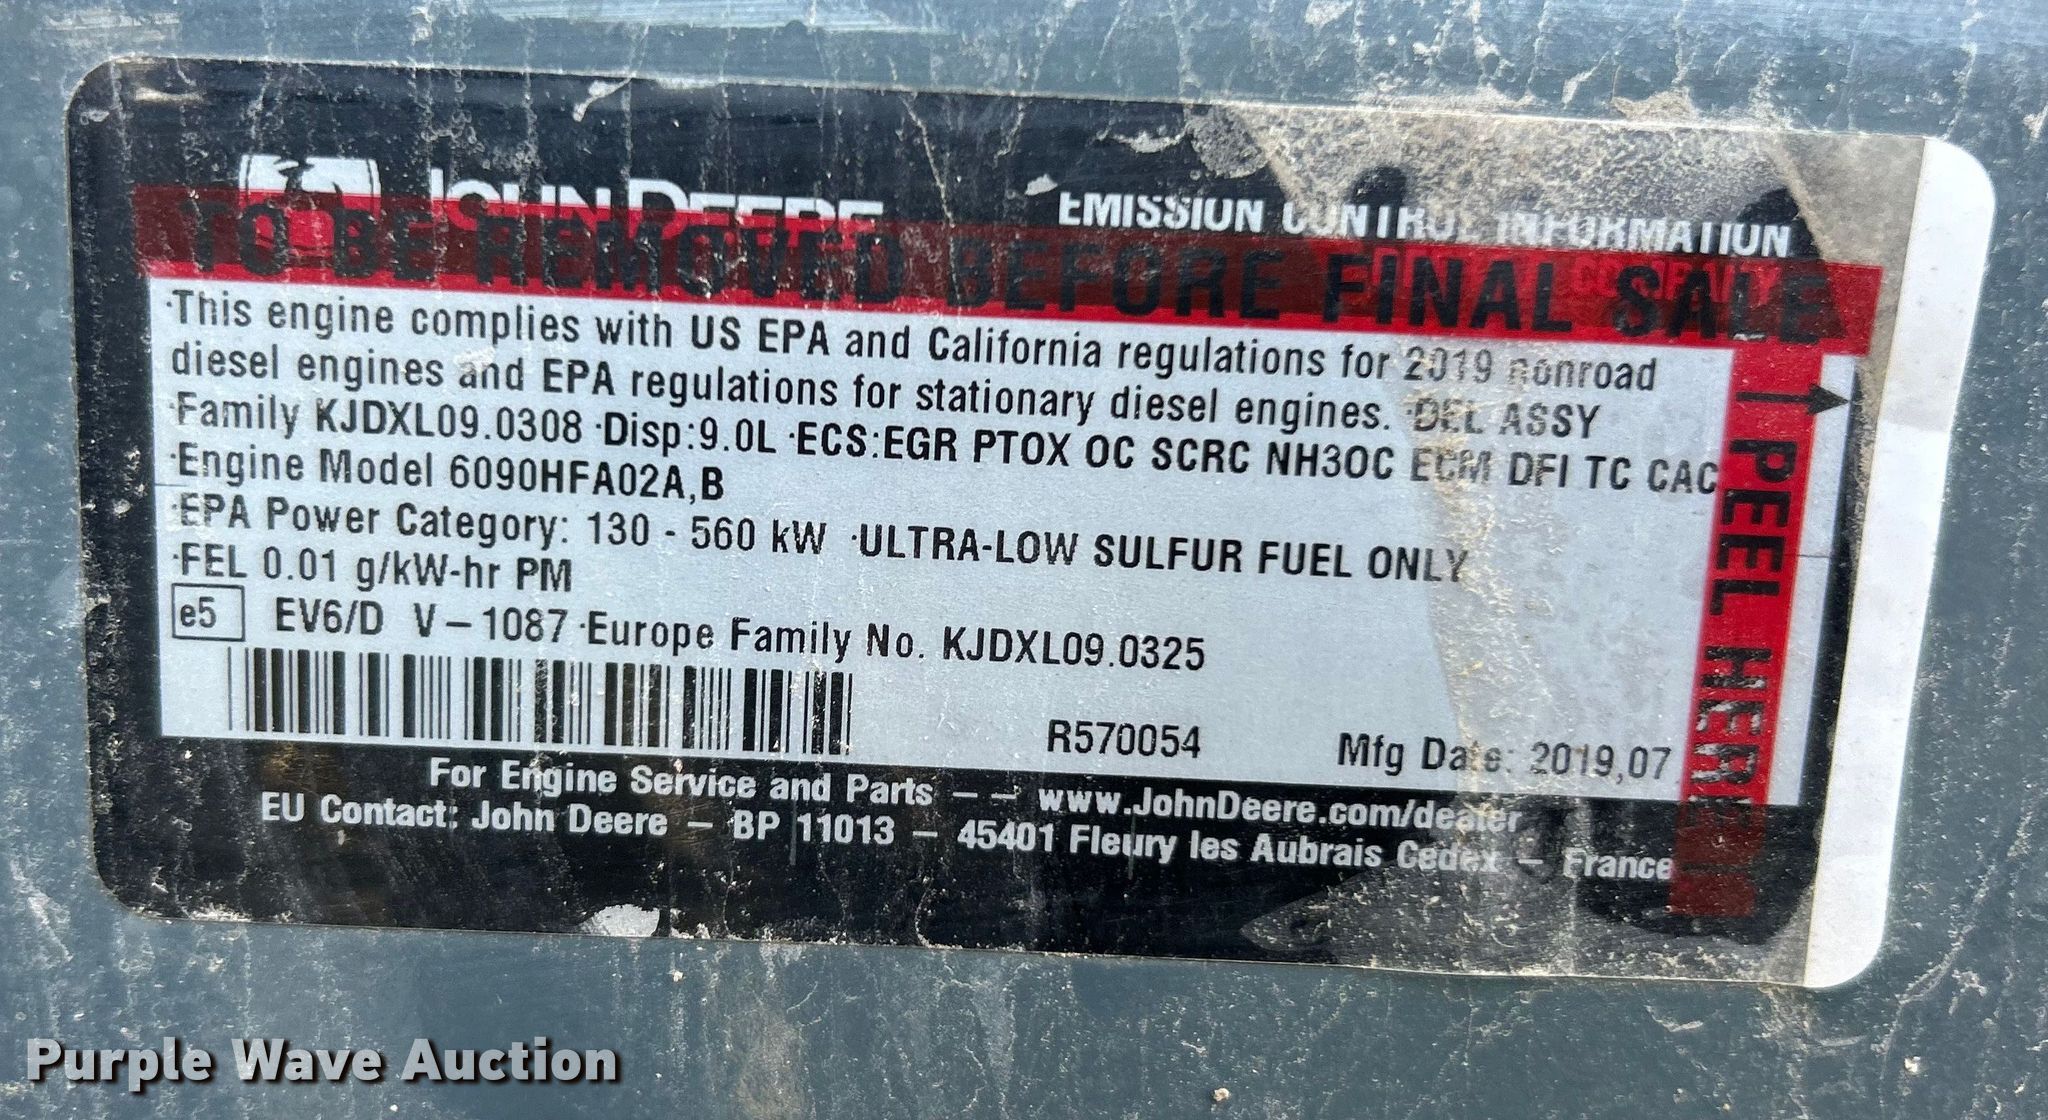 JOHN DEERE
EMISSION CONTROL INFORMATION
TO BE REMOVED BEFORE FINAL SALE
COMPANY
·This engine complies with US EPA and California regulations for 2019 nonroad
diesel engines and EPA regulations for stationary diesel engines. ·DEL ASSY
·Family KJDXL09.0308 ·Disp:9.0L ·ECS:EGR PTOX OC SCRC NH3OC ECM DFI TC CAC
·Engine Model 6090HFA02A,B
·EPA Power Category: 130 - 560 kW ·ULTRA-LOW SULFUR FUEL ONLY
·FEL 0.01 g/kW-hr PM
e5 EV6/D V – 1087 ·Europe Family No. KJDXL09.0325
R570054 Mfg Date: 2019,07
PEEL HERE
For Engine Service and Parts – – www.JohnDeere.com/dealer
EU Contact: John Deere – BP 11013 – 45401 Fleury les Aubrais Cedex – France
Purple Wave Auction